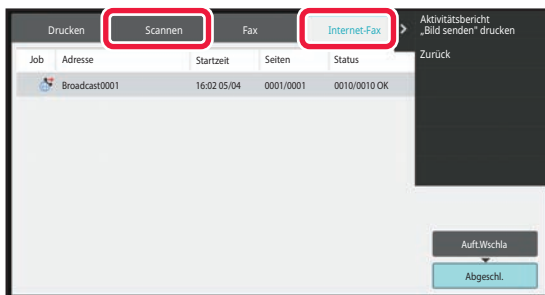 Drucken Scannen Fax Internet-Fax
Aktivitätsbericht
„Bild senden" drucken
Zurück
Job Adresse Startzeit Seiten Status
Broadcast0001 16:02 05/04 0001/0001 0010/0010 OK
Auft.Wschla
Abgeschl.